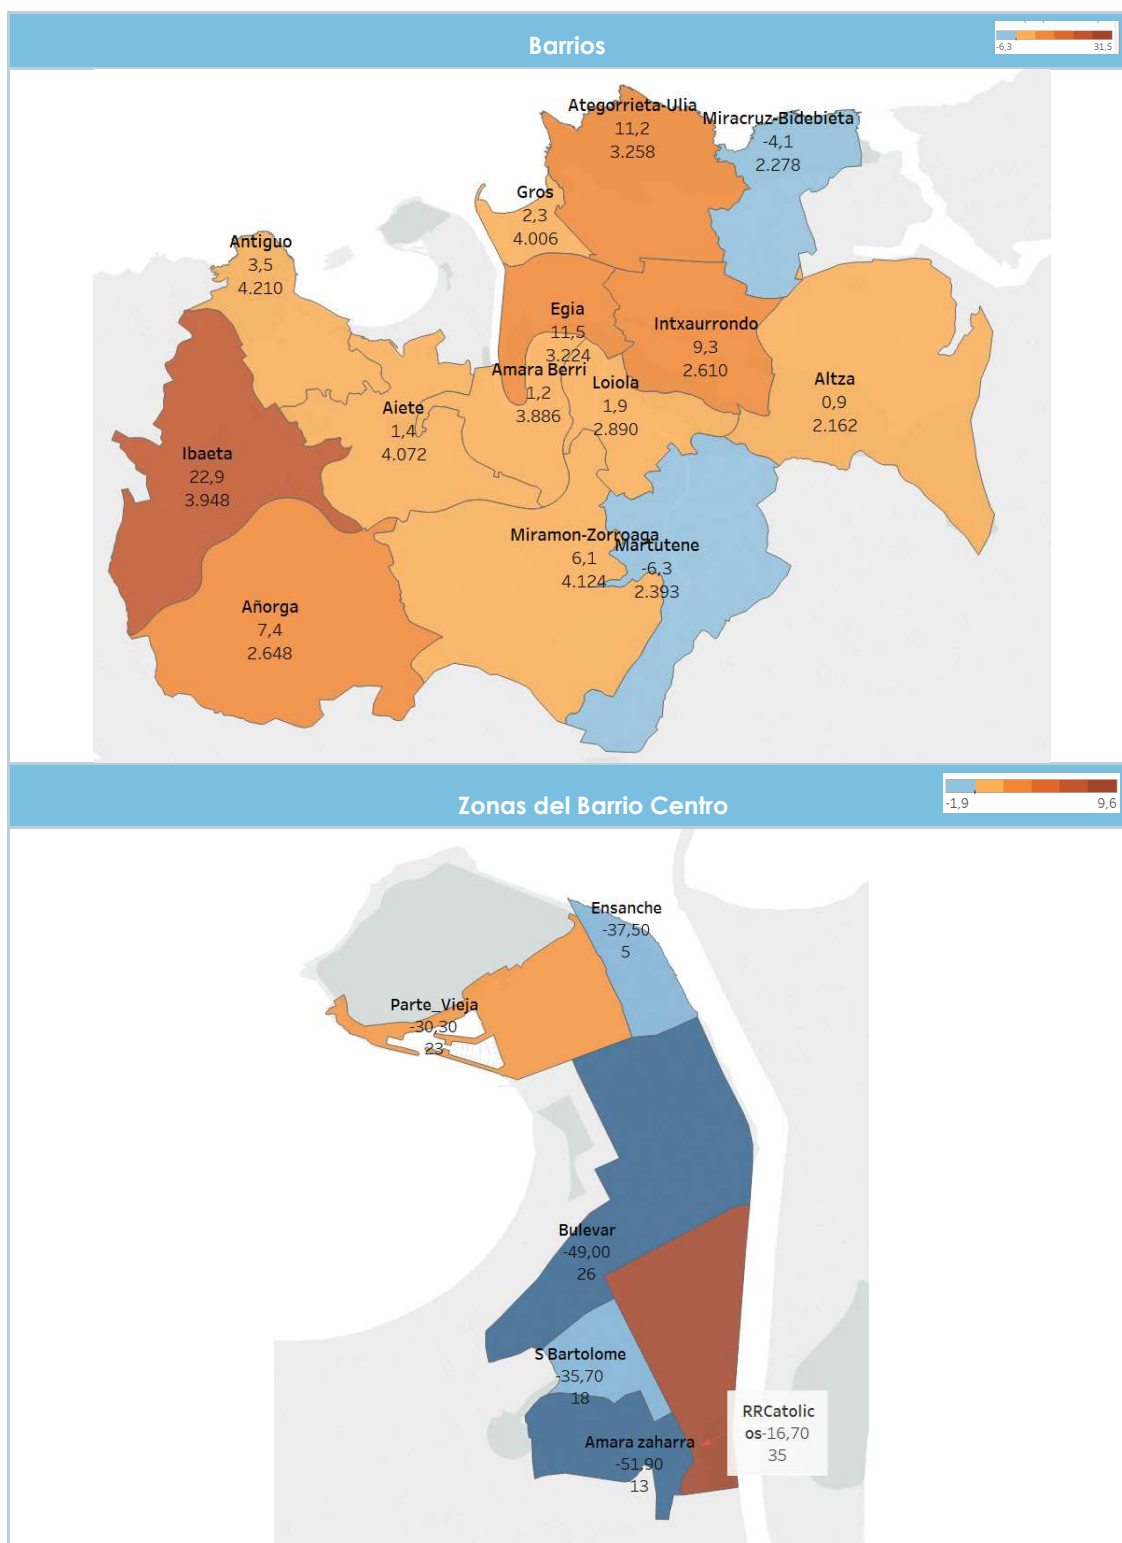 Barrios
-6,3
31,5
Ategorrieta-Ulia
11,2
3.258
Miracruz-Bidebieta
-4,1
2.278
Gros
2,3
4.006
Antiguo
3,5
4.210
Egia
11,5
3.224
Intxaurrondo
9,3
2.610
Amara Berri
1,2
3.886
Loiola
1,9
2.890
Altza
0,9
2.162
Aiete
1,4
4.072
Ibaeta
22,9
3.948
Miramon-Zorroaga
6,1
4.124
Martutene
-6,3
2.393
Añorga
7,4
2.648
Zonas del Barrio Centro
-1,9
9,6
Ensanche
-37,50
5
Parte_Vieja
-30,30
23
Bulevar
-49,00
26
S Bartolome
-35,70
18
RRCatolic
os-16,70
35
Amara zaharra
-51,90
13